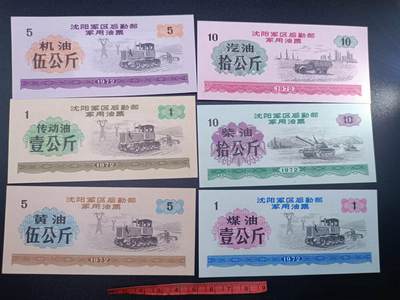 沈阳军区后勤部
军用油票
5
5
机油
伍公斤
1972
沈阳军区后勤部
军用油票
10
10
汽油
拾公斤
1972
沈阳军区后勤部
军用油票
1
1
传动油
壹公斤
1972
沈阳军区后勤部
军用油票
10
10
柴油
拾公斤
1972
沈阳军区后勤部
军用油票
5
5
黄油
伍公斤
1972
沈阳军区后勤部
军用油票
1
1
煤油
壹公斤
1972